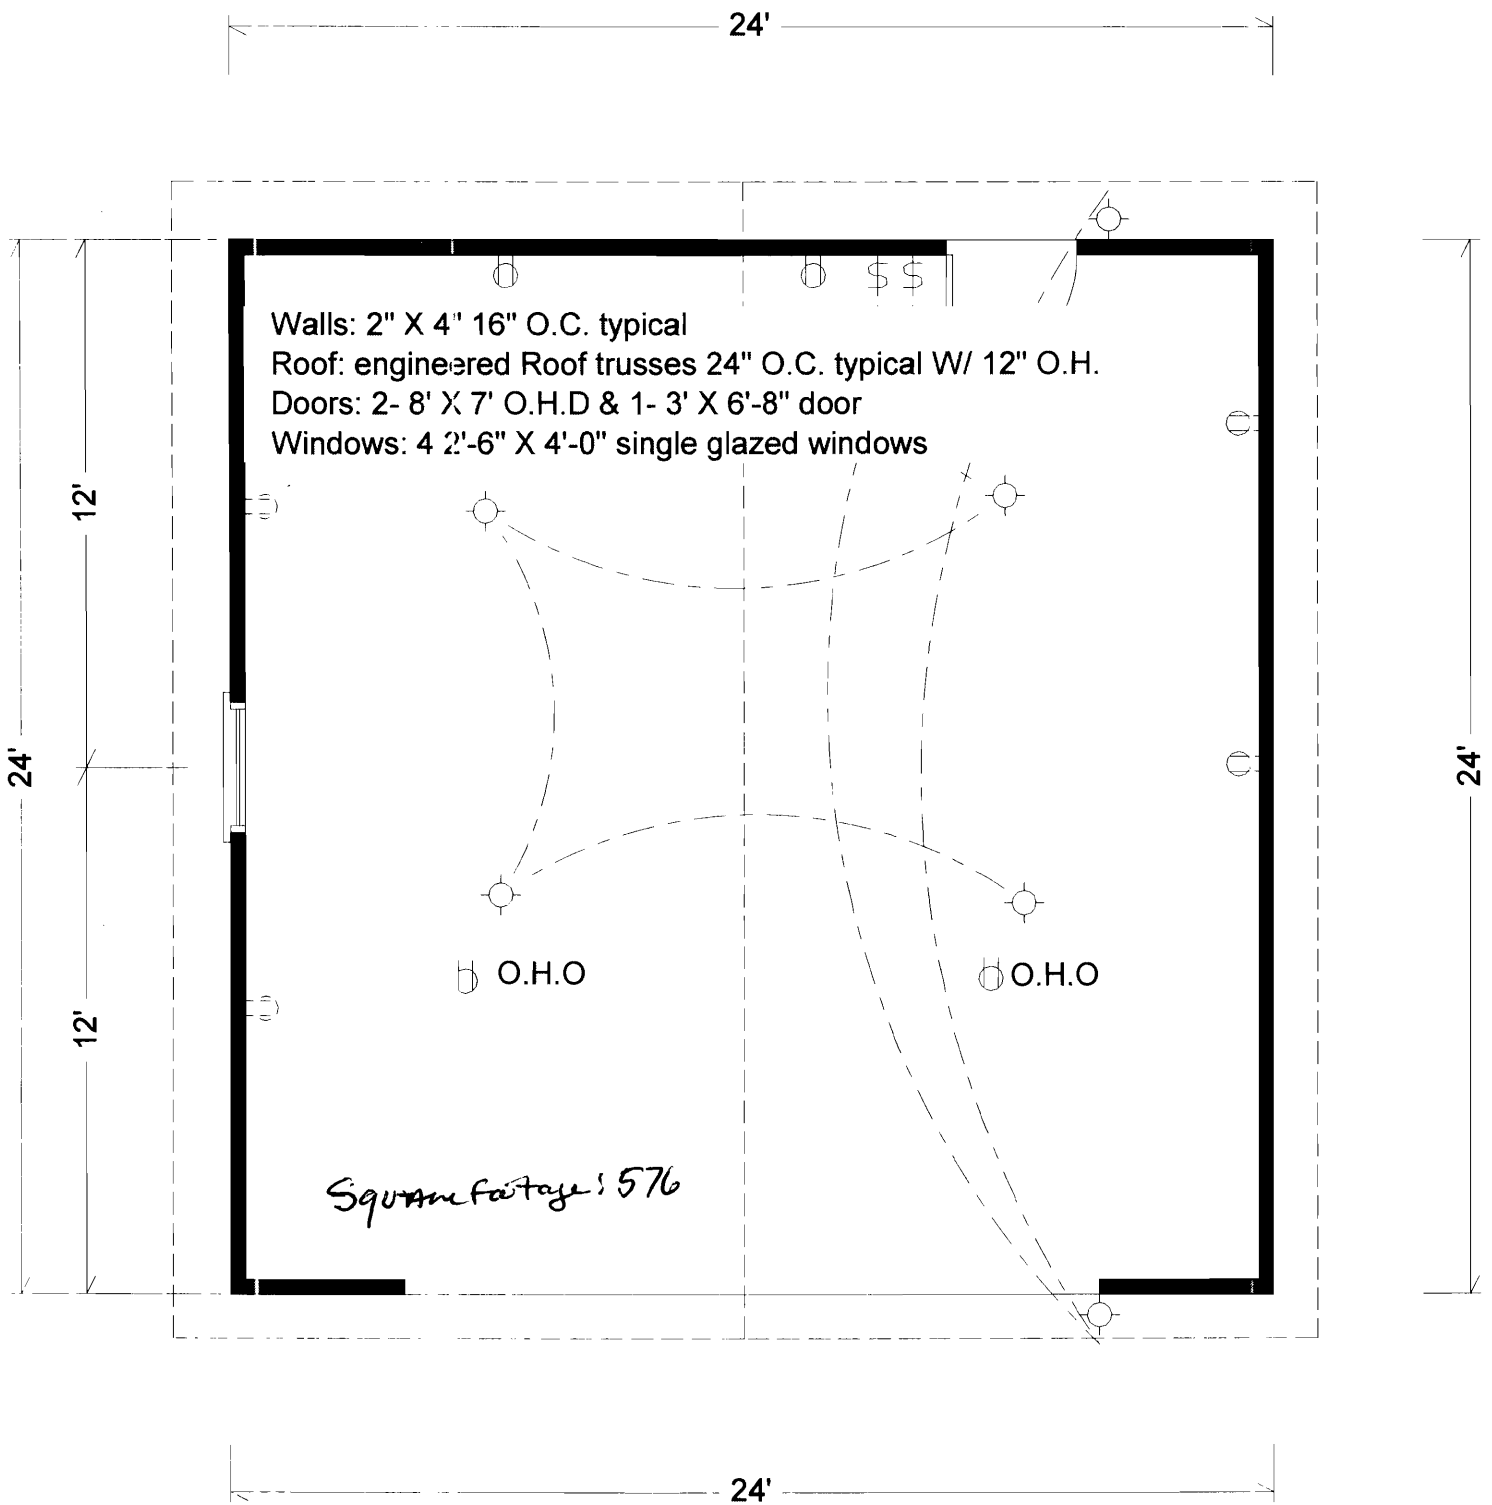 24'
$ $
Walls: 2" X 4" 16" O.C. typical
Roof: engineered Roof trusses 24" O.C. typical W/ 12" O.H.
Doors: 2- 8' X 7' O.H.D & 1- 3' X 6'-8" door
Windows: 4 2'-6" X 4'-0" single glazed windows
12'
24'
24'
O.H.O
O.H.O
12'
Square footage: 576
24'